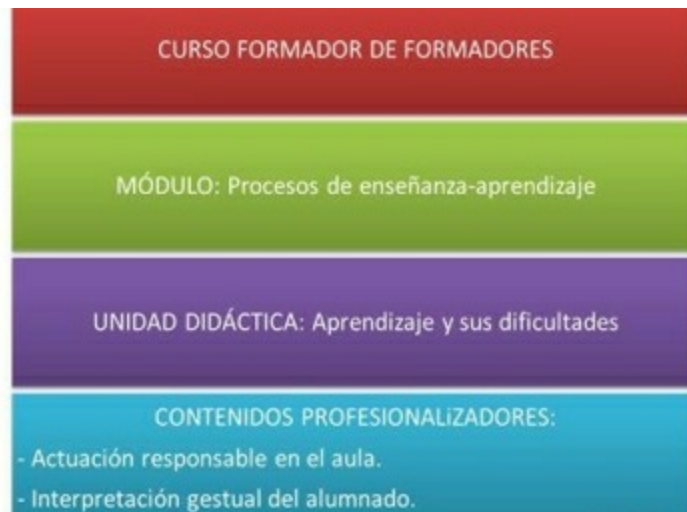 CURSO FORMADOR DE FORMADORES
MÓDULO: Procesos de enseñanza-aprendizaje
UNIDAD DIDÁCTICA: Aprendizaje y sus dificultades
CONTENIDOS PROFESIONALiZADORES:
- Actuación responsable en el aula.
- Interpretación gestual del alumnado.